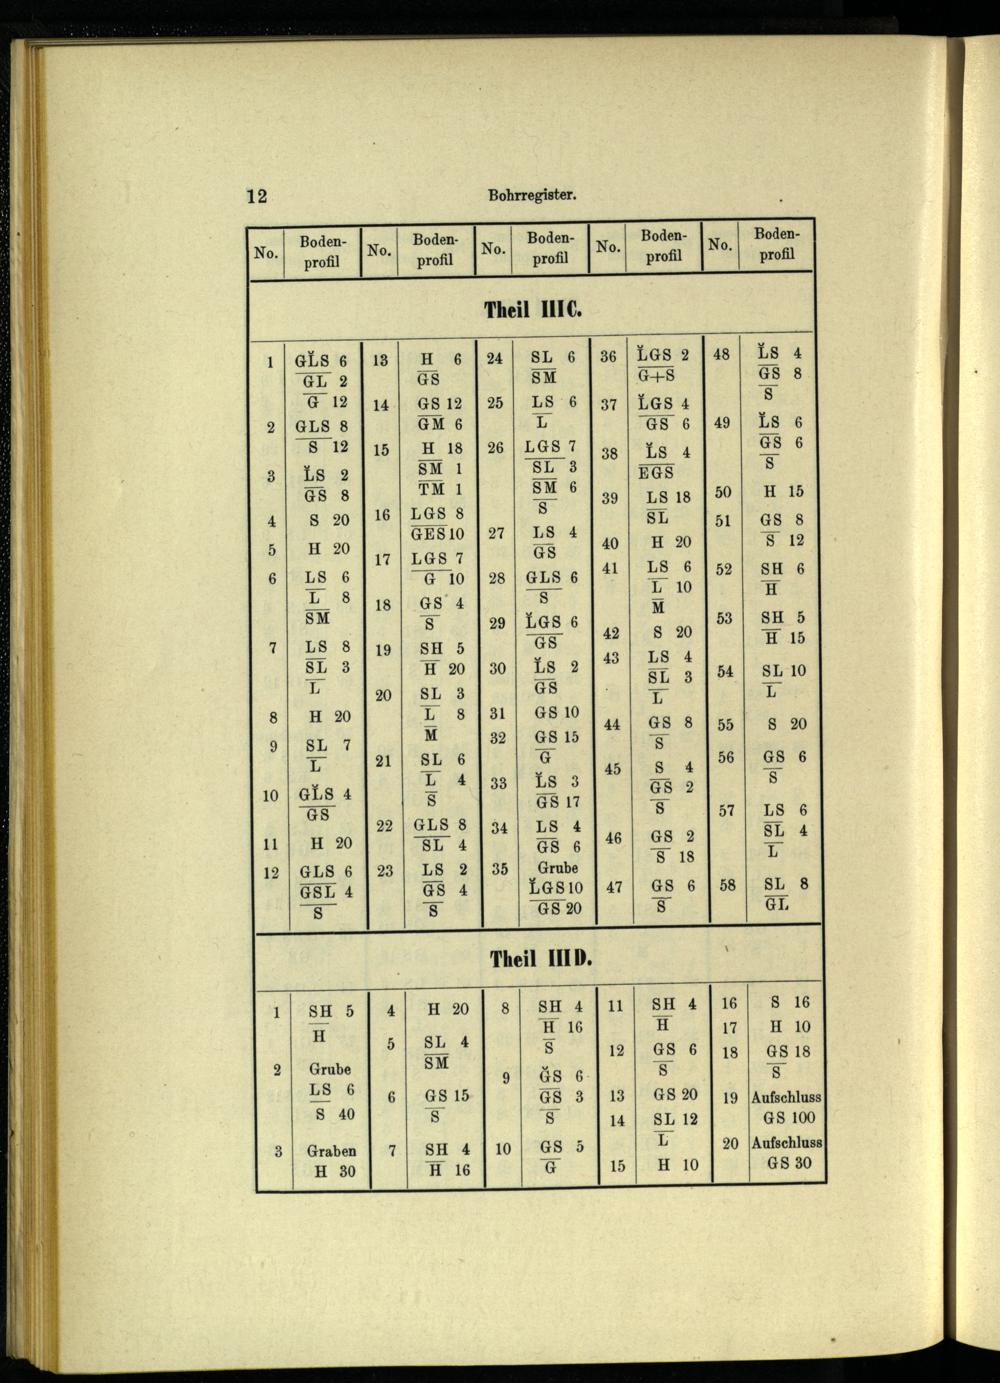 12
Bohrregister.
No. Boden-profil No. Boden-profil No. Boden-profil No. Boden-profil No. Boden-profil
Theil IIIC.
1 GL̆S 6
GL 2
G 12
2 GLS 8
S 12
3 L̆S 2
GS 8
4 S 20
5 H 20
6 LS 6
L 8
SM
7 LS 8
SL 3
L
8 H 20
9 SL 7
L
10 GL̆S 4
GS
11 H 20
12 GLS 6
GSL 4
S
13 H 6
GS
14 GS 12
GM 6
15 H 18
SM 1
TM 1
16 LGS 8
GES 10
17 LGS 7
G 10
18 GS 4
S
19 SH 5
H 20
20 SL 3
L 8
M
21 SL 6
L 4
S
22 GLS 8
SL 4
23 LS 2
GS 4
S
24 SL 6
SM
25 LS 6
L
26 LGS 7
SL 3
SM 6
S
27 LS 4
GS
28 GLS 6
S
29 L̆GS 6
GS
30 L̆S 2
GS
31 GS 10
32 GS 15
G
33 L̆S 3
GS 17
34 LS 4
GS 6
35 Grube
L̆GS 10
GS 20
36 L̆GS 2
G+S
37 L̆GS 4
GS 6
38 L̆S 4
EGS
39 LS 18
SL
40 H 20
41 LS 6
L 10
M
42 S 20
43 LS 4
SL 3
L
44 GS 8
S
45 S 4
GS 2
S
46 GS 2
S 18
47 GS 6
S
48 L̆S 4
GS 8
S
49 L̆S 6
GS 6
S
50 H 15
51 GS 8
S 12
52 SH 6
H
53 SH 5
H 15
54 SL 10
L
55 S 20
56 GS 6
S
57 LS 6
SL 4
L
58 SL 8
GL
Theil IIID.
1 SH 5
H
2 Grube
LS 6
S 40
3 Graben
H 30
4 H 20
5 SL 4
SM
6 GS 15
S
7 SH 4
H 16
8 SH 4
H 16
S
9 ĞS 6
GS 3
S
10 GS 5
G
11 SH 4
H
12 GS 6
S
13 GS 20
14 SL 12
L
15 H 10
16 S 16
17 H 10
18 GS 18
S
19 Aufschluss
GS 100
20 Aufschluss
GS 30